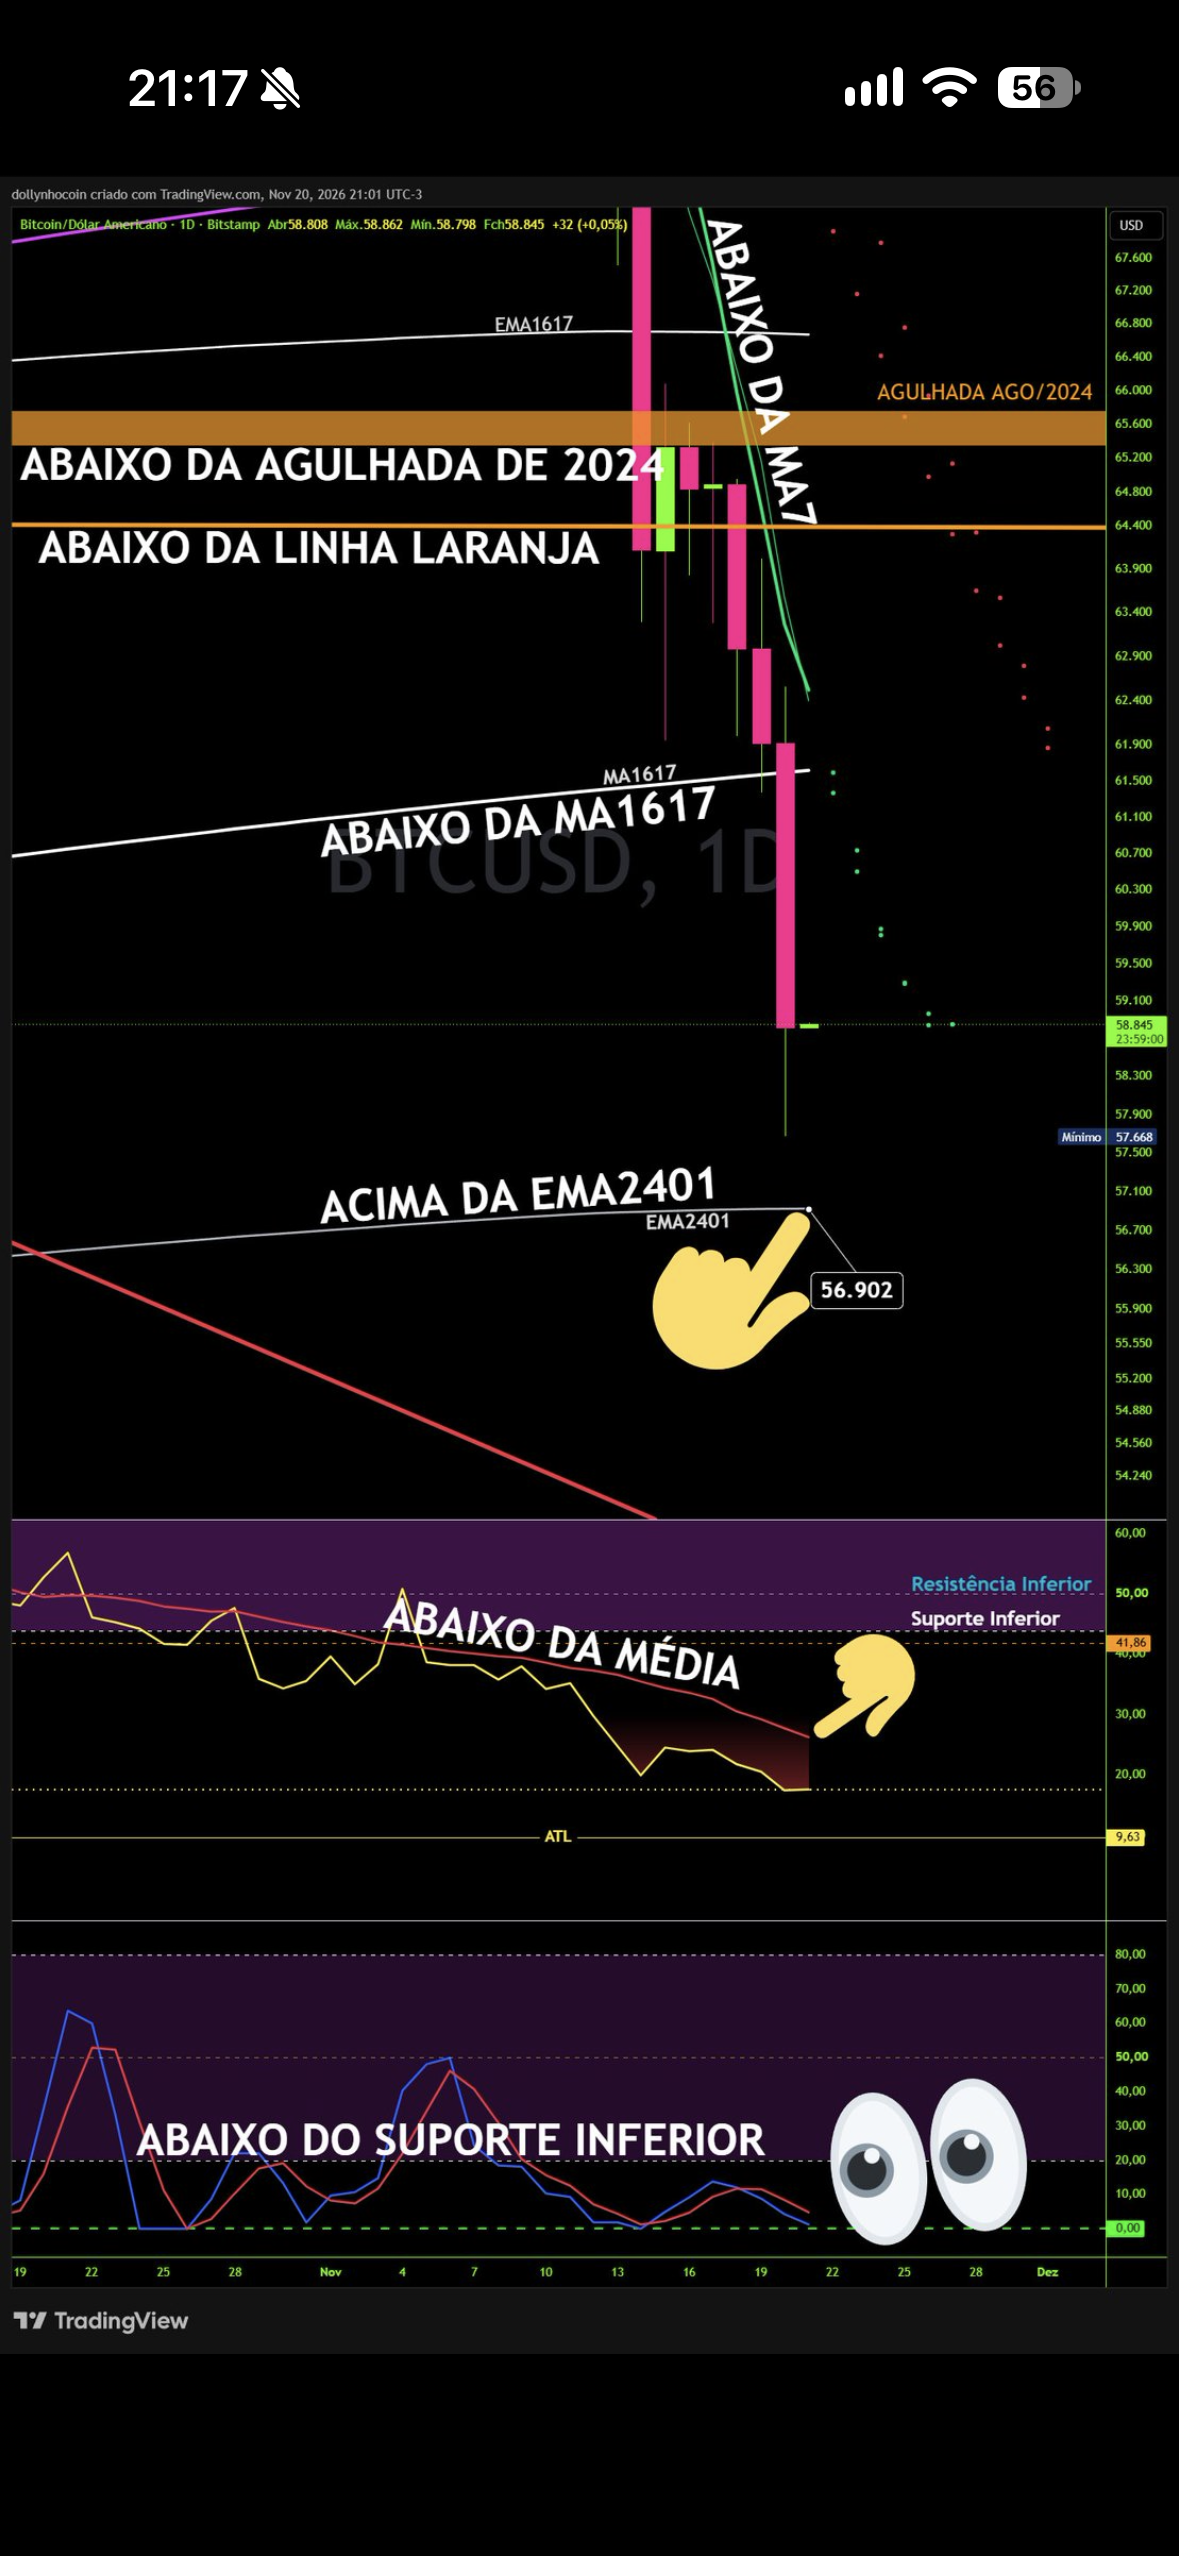 21:17
56
dollynhocoin criado com TradingView.com, Nov 20, 2026 21:01 UTC-3
Bitcoin/Dólar Americano · 1D · Bitstamp Abr58.808 Máx.58.862 Mín.58.798 Fch58.845 +32 (+0,05%)
USD
67.600
67.200
66.800
66.400
66.000
65.600
65.200
64.800
64.400
63.900
63.400
62.900
62.400
61.900
61.500
61.100
60.700
60.300
59.900
59.500
59.100
58.845
23:59:00
58.300
57.900
Mínimo 57.668
57.500
57.100
56.700
56.300
55.900
55.550
55.200
54.880
54.560
54.240
ABAIXO DA MA7
EMA1617
AGULHADA AGO/2024
ABAIXO DA AGULHADA DE 2024
ABAIXO DA LINHA LARANJA
MA1617
ABAIXO DA MA1617
BTCUSD, 1D
ACIMA DA EMA2401
EMA2401
56.902
60,00
Resistência Inferior
50,00
Suporte Inferior
41,86
40,00
ABAIXO DA MÉDIA
30,00
20,00
ATL
9,63
80,00
70,00
60,00
50,00
40,00
30,00
ABAIXO DO SUPORTE INFERIOR
20,00
10,00
0,00
19 22 25 28 Nov 4 7 10 13 16 19 22 25 28 Dez
TradingView